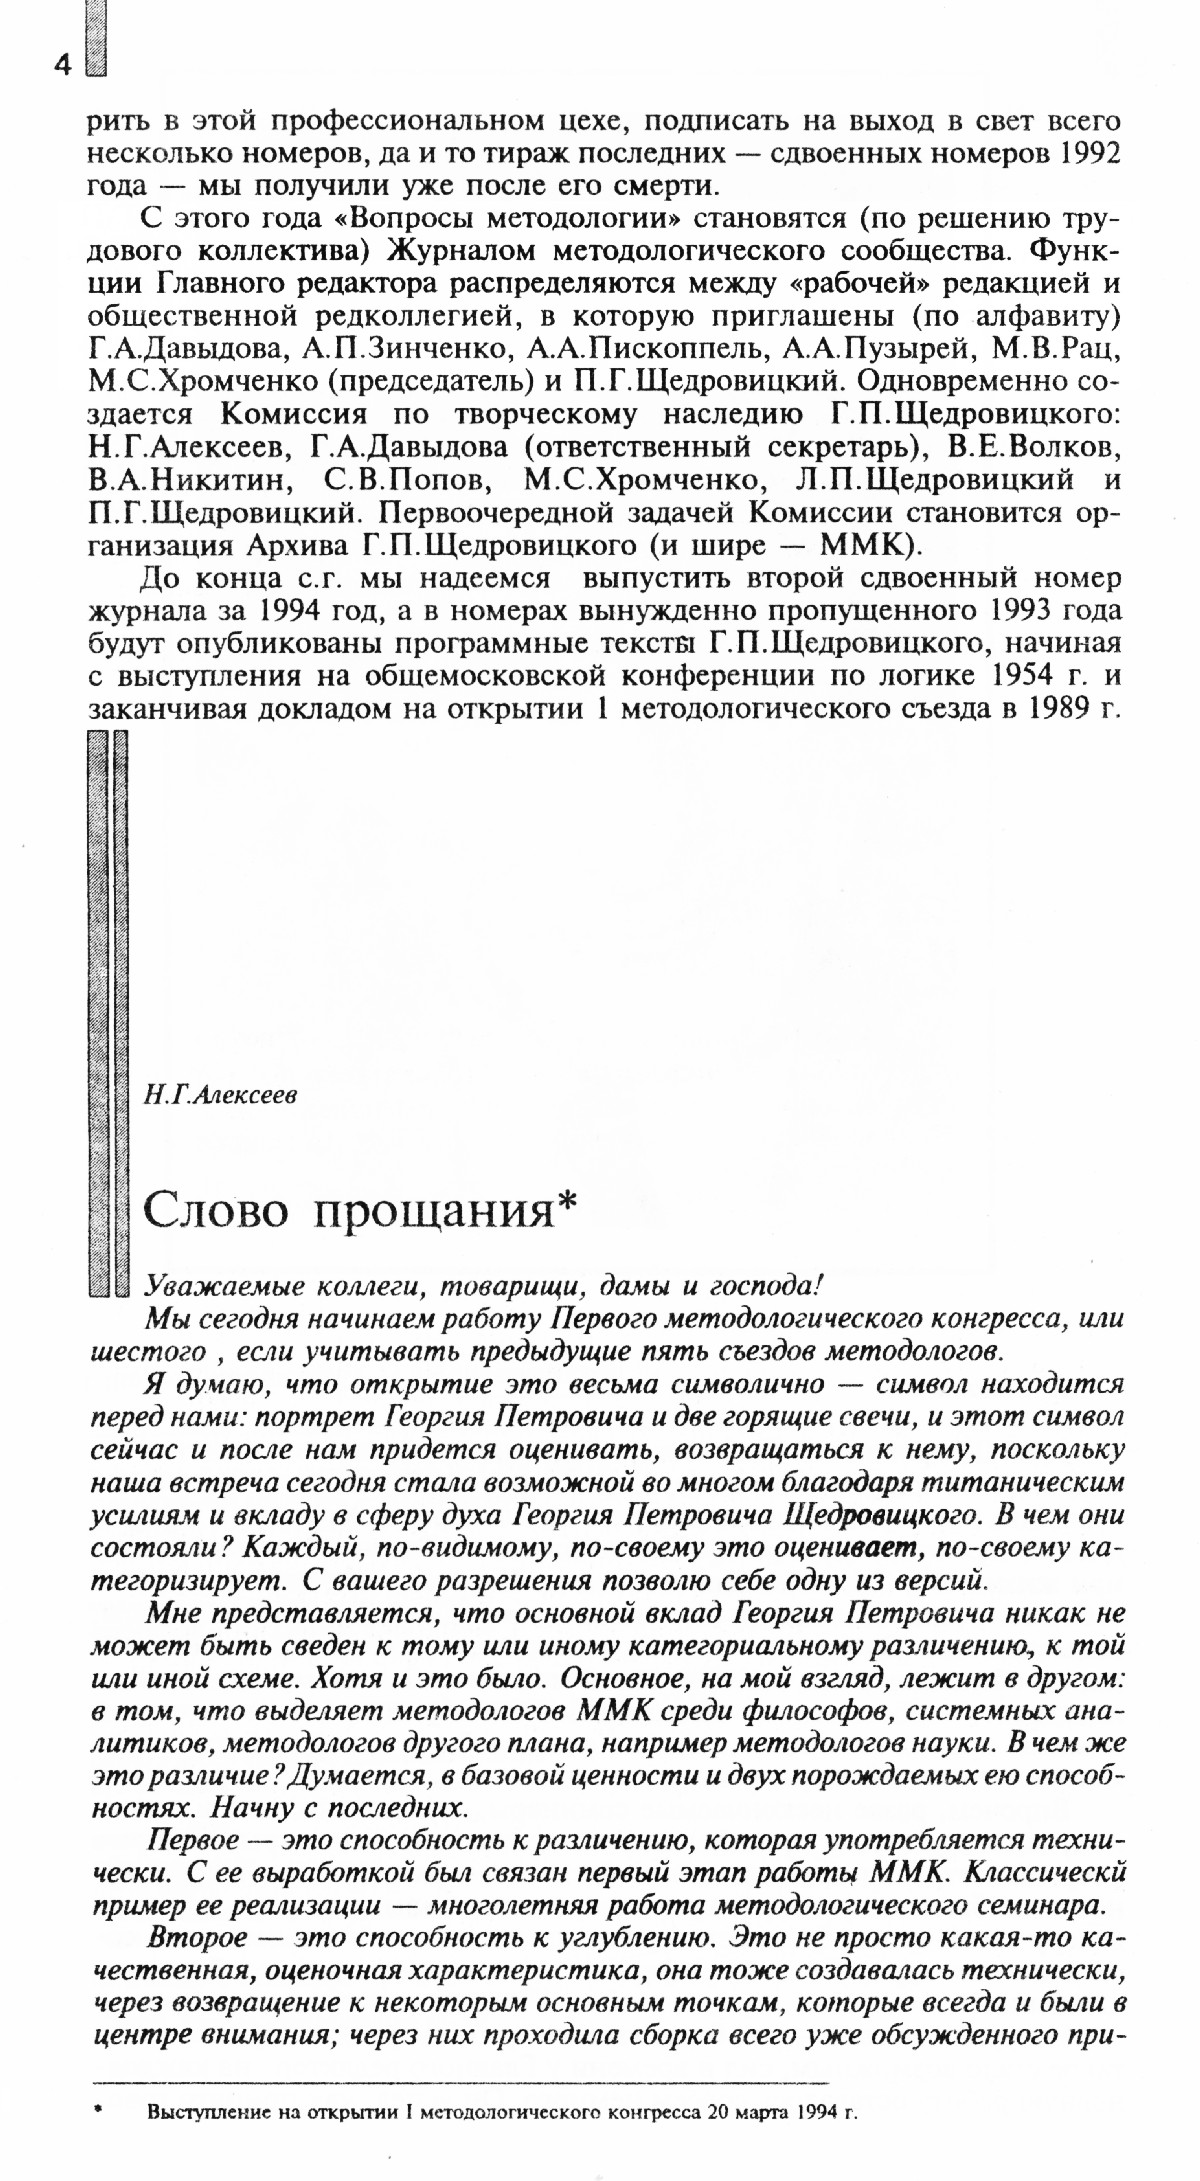 4
рить в этой профессиональном цехе, подписать на выход в свет всего
несколько номеров, да и то тираж последних — сдвоенных номеров 1992
года — мы получили уже после его смерти.
С этого года «Вопросы методологии» становятся (по решению тру-
дового коллектива) Журналом методологического сообщества. Функ-
ции Главного редактора распределяются между «рабочей» редакцией и
общественной редколлегией, в которую приглашены (по алфавиту)
Г.А.Давыдова, А.П.Зинченко, А.А.Пископпель, А.А.Пузырей, М.В.Рац,
М.С.Хромченко (председатель) и П.Г.Щедровицкий. Одновременно со-
здается Комиссия по творческому наследию Г.П.Щедровицкого:
Н.Г.Алексеев, Г.А.Давыдова (ответственный секретарь), В.Е.Волков,
В.А.Никитин, С.В.Попов, М.С.Хромченко, Л.П.Щедровицкий и
П.Г.Щедровицкий. Первоочередной задачей Комиссии становится ор-
ганизация Архива Г.П.Щедровицкого (и шире — ММК).
До конца с.г. мы надеемся выпустить второй сдвоенный номер
журнала за 1994 год, а в номерах вынужденно пропущенного 1993 года
будут опубликованы программные тексты Г.П.Щедровицкого, начиная
с выступления на общемосковской конференции по логике 1954 г. и
заканчивая докладом на открытии 1 методологического съезда в 1989 г.
Н.Г.Алексеев
Слово прощания*
Уважаемые коллеги, товарищи, дамы и господа!
Мы сегодня начинаем работу Первого методологического конгресса, или
шестого , если учитывать предыдущие пять съездов методологов.
Я думаю, что открытие это весьма символично — символ находится
перед нами: портрет Георгия Петровича и две горящие свечи, и этот символ
сейчас и после нам придется оценивать, возвращаться к нему, поскольку
наша встреча сегодня стала возможной во многом благодаря титаническим
усилиям и вкладу в сферу духа Георгия Петровича Щедровицкого. В чем они
состояли? Каждый, по-видимому, по-своему это оценивает, по-своему ка-
тегоризирует. С вашего разрешения позволю себе одну из версий.
Мне представляется, что основной вклад Георгия Петровича никак не
может быть сведен к тому или иному категориальному различению, к той
или иной схеме. Хотя и это было. Основное, на мой взгляд, лежит в другом:
в том, что выделяет методологов ММК среди философов, системных ана-
литиков, методологов другого плана, например методологов науки. В чем же
это различие? Думается, в базовой ценности и двух порождаемых ею способ-
ностях. Начну с последних.
Первое — это способность к различению, которая употребляется техни-
чески. С ее выработкой был связан первый этап работы ММК. Классическй
пример ее реализации — многолетняя работа методологического семинара.
Второе — это способность к углублению. Это не просто какая-то ка-
чественная, оценочная характеристика, она тоже создавалась технически,
через возвращение к некоторым основным точкам, которые всегда и были в
центре внимания; через них проходила сборка всего уже обсужденного при-
* Выступление на открытии I методологического конгресса 20 марта 1994 г.